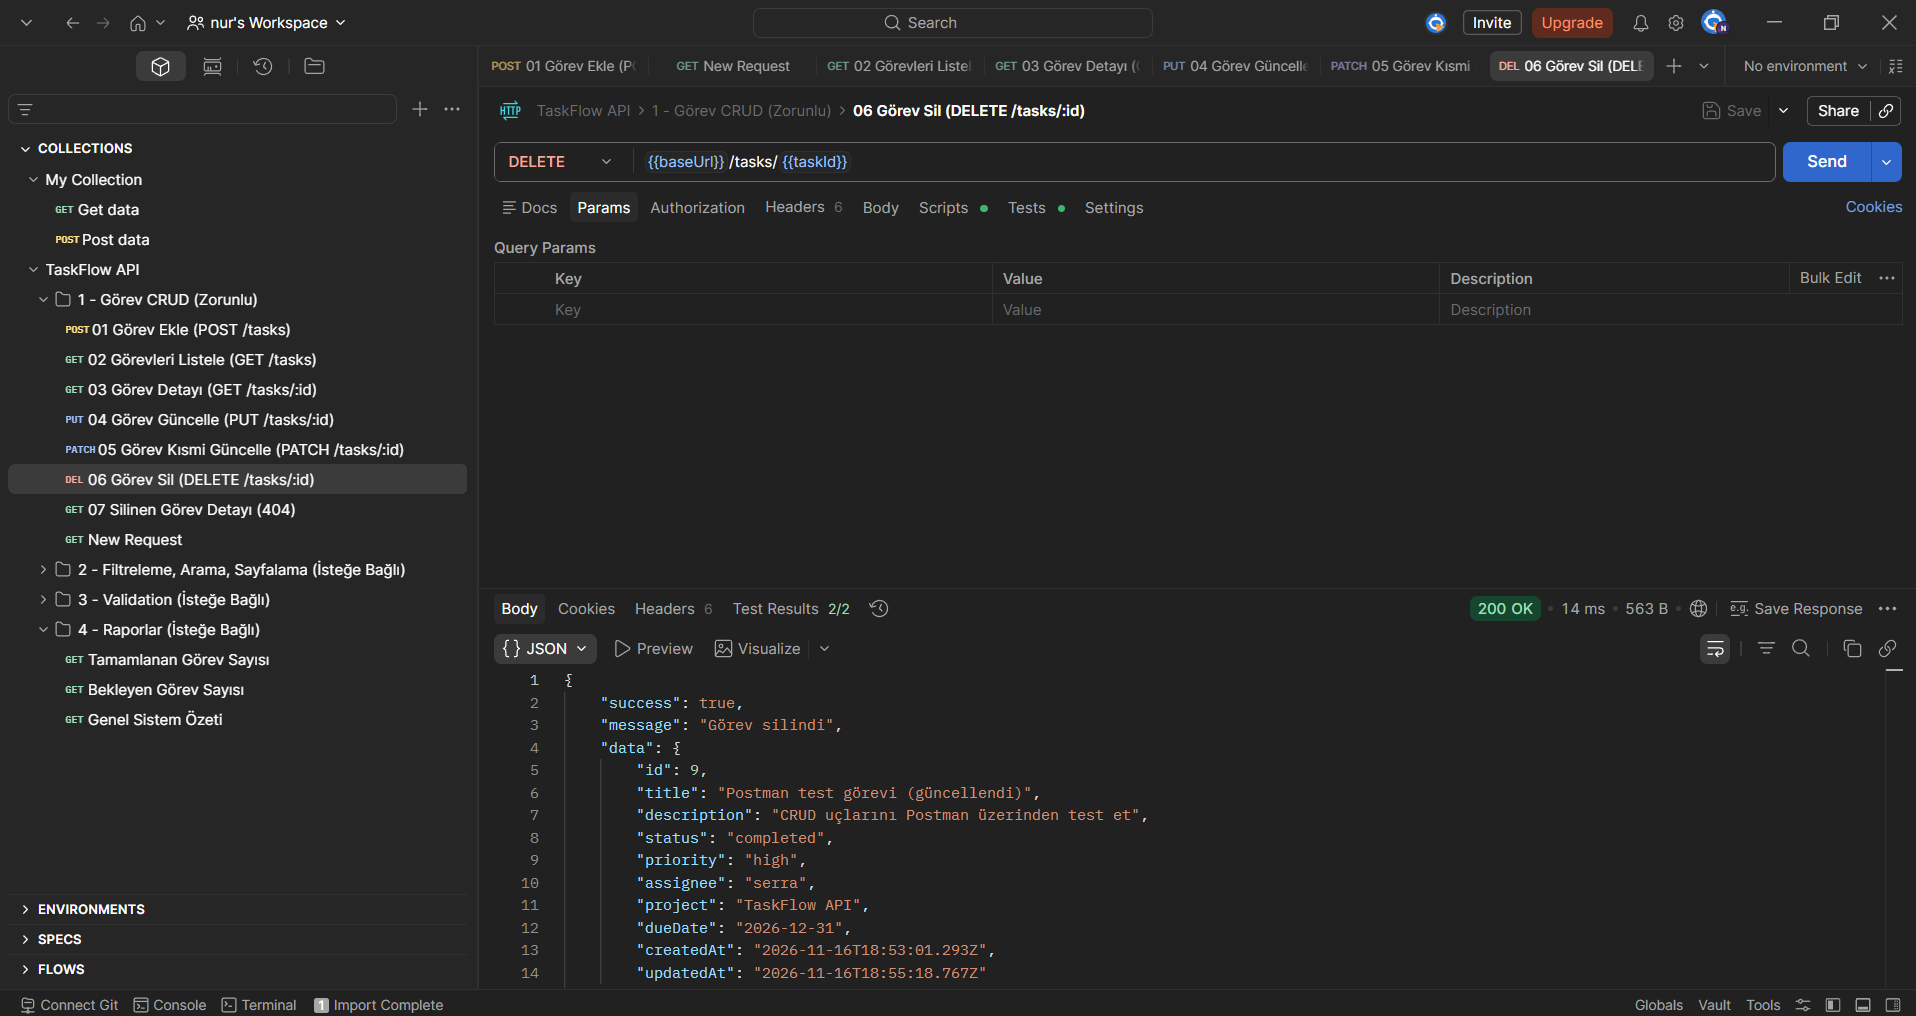 nur's Workspace
Search
Invite
Upgrade
POST 01 Görev Ekle (P
GET New Request
GET 02 Görevleri Liste
GET 03 Görev Detayı (
PUT 04 Görev Güncelle
PATCH 05 Görev Kısmi
DEL 06 Görev Sil (DEL
No environment
COLLECTIONS
My Collection
GET Get data
POST Post data
TaskFlow API
1 - Görev CRUD (Zorunlu)
POST 01 Görev Ekle (POST /tasks)
GET 02 Görevleri Listele (GET /tasks)
GET 03 Görev Detayı (GET /tasks/:id)
PUT 04 Görev Güncelle (PUT /tasks/:id)
PATCH 05 Görev Kısmi Güncelle (PATCH /tasks/:id)
DEL 06 Görev Sil (DELETE /tasks/:id)
GET 07 Silinen Görev Detayı (404)
GET New Request
2 - Filtreleme, Arama, Sayfalama (İsteğe Bağlı)
3 - Validation (İsteğe Bağlı)
4 - Raporlar (İsteğe Bağlı)
GET Tamamlanan Görev Sayısı
GET Bekleyen Görev Sayısı
GET Genel Sistem Özeti
ENVIRONMENTS
SPECS
FLOWS
HTTP TaskFlow API > 1 - Görev CRUD (Zorunlu) > 06 Görev Sil (DELETE /tasks/:id)
Save
Share
DELETE {{baseUrl}} /tasks/ {{taskId}}
Send
Docs Params Authorization Headers 6 Body Scripts Tests Settings
Cookies
Query Params
Key Value Description Bulk Edit
Key Value Description
Body Cookies Headers 6 Test Results 2/2
200 OK 14 ms 563 B e.g. Save Response
{} JSON Preview Visualize
1 {
2 "success": true,
3 "message": "Görev silindi",
4 "data": {
5 "id": 9,
6 "title": "Postman test görevi (güncellendi)",
7 "description": "CRUD uçlarını Postman üzerinden test et",
8 "status": "completed",
9 "priority": "high",
10 "assignee": "serra",
11 "project": "TaskFlow API",
12 "dueDate": "2026-12-31",
13 "createdAt": "2026-11-16T18:53:01.293Z",
14 "updatedAt": "2026-11-16T18:55:18.767Z"
Connect Git Console Terminal 1 Import Complete
Globals Vault Tools